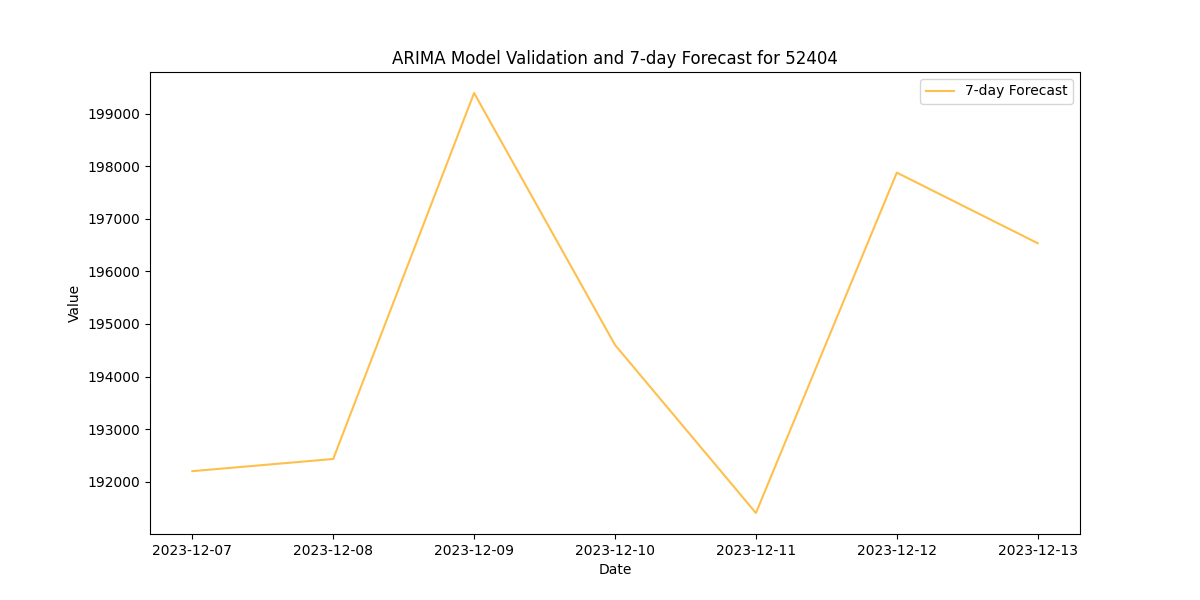 ARIMA Model Validation and 7-day Forecast for 52404
7-day Forecast
199000
198000
197000
196000
195000
194000
193000
192000
Value
2023-12-07 2023-12-08 2023-12-09 2023-12-10 2023-12-11 2023-12-12 2023-12-13
Date